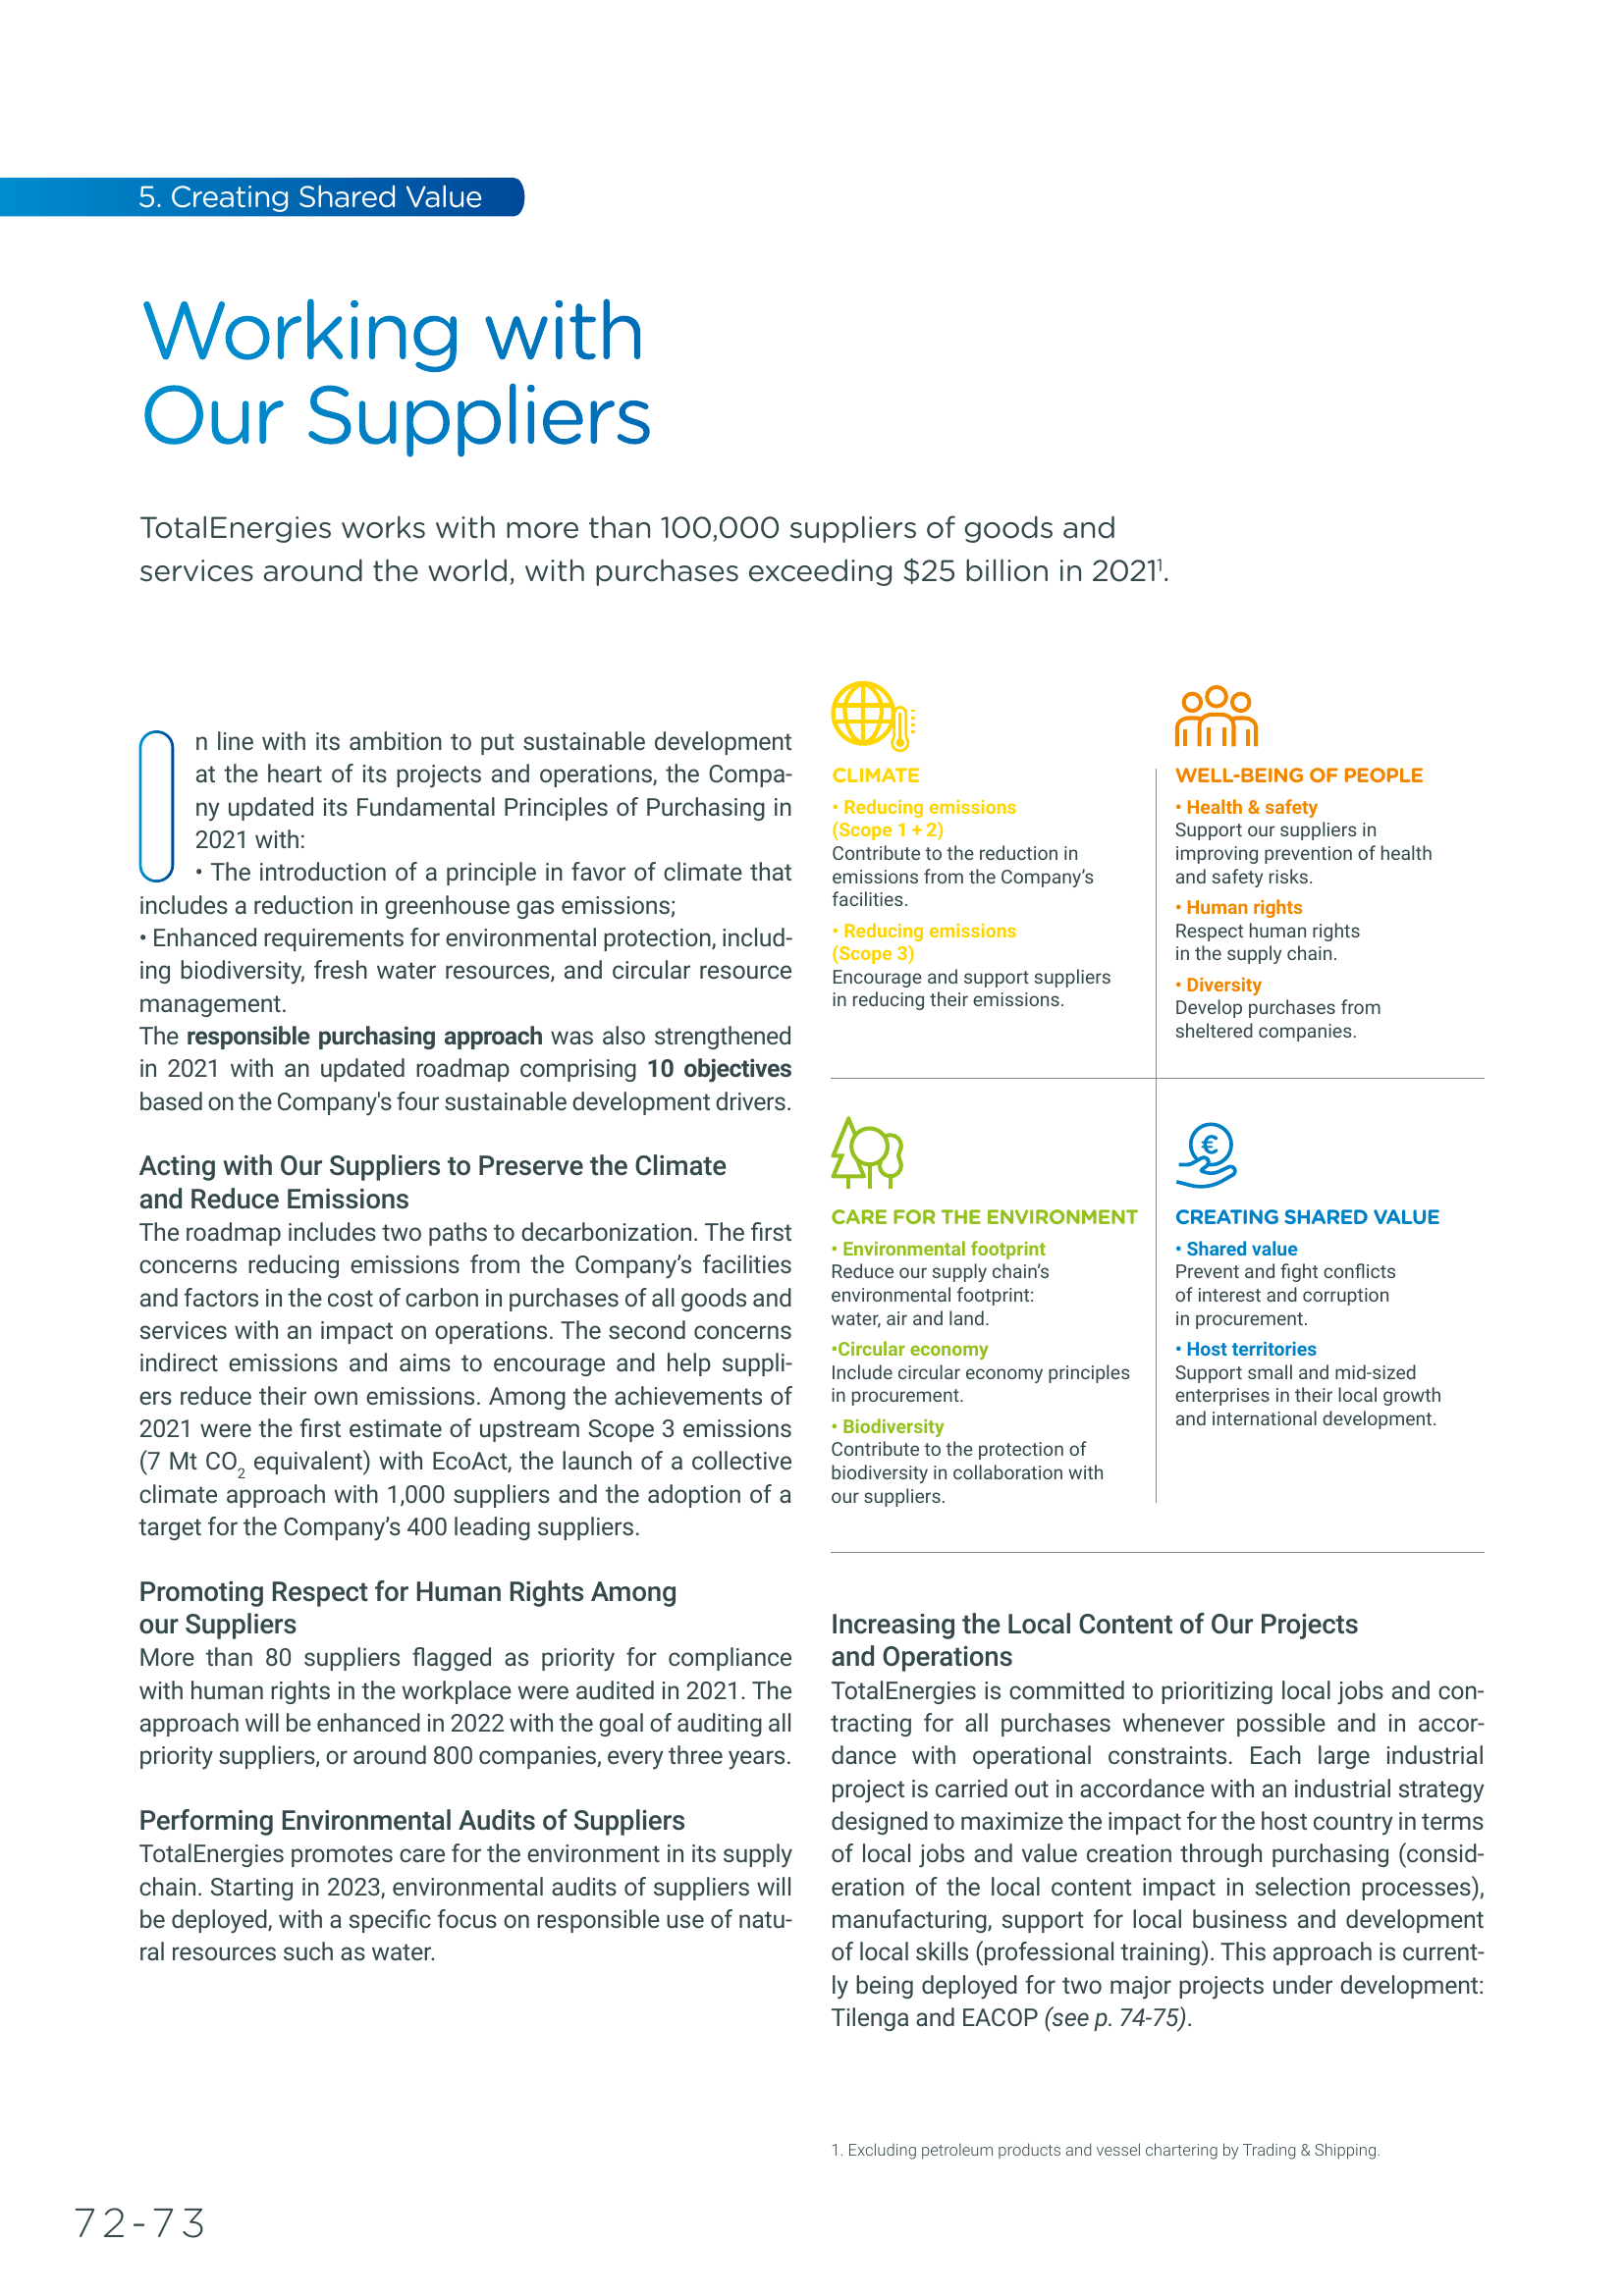 5. Creating Shared Value
Working with
Our Suppliers
TotalEnergies works with more than 100,000 suppliers of goods and
services around the world, with purchases exceeding $25 billion in 2021¹.
In line with its ambition to put sustainable development
at the heart of its projects and operations, the Compa-
ny updated its Fundamental Principles of Purchasing in
2021 with:
• The introduction of a principle in favor of climate that
includes a reduction in greenhouse gas emissions;
• Enhanced requirements for environmental protection, includ-
ing biodiversity, fresh water resources, and circular resource
management.
The responsible purchasing approach was also strengthened
in 2021 with an updated roadmap comprising 10 objectives
based on the Company's four sustainable development drivers.
Acting with Our Suppliers to Preserve the Climate
and Reduce Emissions
The roadmap includes two paths to decarbonization. The first
concerns reducing emissions from the Company’s facilities
and factors in the cost of carbon in purchases of all goods and
services with an impact on operations. The second concerns
indirect emissions and aims to encourage and help suppli-
ers reduce their own emissions. Among the achievements of
2021 were the first estimate of upstream Scope 3 emissions
(7 Mt CO₂ equivalent) with EcoAct, the launch of a collective
climate approach with 1,000 suppliers and the adoption of a
target for the Company’s 400 leading suppliers.
Promoting Respect for Human Rights Among
our Suppliers
More than 80 suppliers flagged as priority for compliance
with human rights in the workplace were audited in 2021. The
approach will be enhanced in 2022 with the goal of auditing all
priority suppliers, or around 800 companies, every three years.
Performing Environmental Audits of Suppliers
TotalEnergies promotes care for the environment in its supply
chain. Starting in 2023, environmental audits of suppliers will
be deployed, with a specific focus on responsible use of natu-
ral resources such as water.
CLIMATE
• Reducing emissions
(Scope 1 + 2)
Contribute to the reduction in
emissions from the Company’s
facilities.
• Reducing emissions
(Scope 3)
Encourage and support suppliers
in reducing their emissions.
WELL-BEING OF PEOPLE
• Health & safety
Support our suppliers in
improving prevention of health
and safety risks.
• Human rights
Respect human rights
in the supply chain.
• Diversity
Develop purchases from
sheltered companies.
CARE FOR THE ENVIRONMENT
• Environmental footprint
Reduce our supply chain’s
environmental footprint:
water, air and land.
•Circular economy
Include circular economy principles
in procurement.
• Biodiversity
Contribute to the protection of
biodiversity in collaboration with
our suppliers.
€
CREATING SHARED VALUE
• Shared value
Prevent and fight conflicts
of interest and corruption
in procurement.
• Host territories
Support small and mid-sized
enterprises in their local growth
and international development.
Increasing the Local Content of Our Projects
and Operations
TotalEnergies is committed to prioritizing local jobs and con-
tracting for all purchases whenever possible and in accor-
dance with operational constraints. Each large industrial
project is carried out in accordance with an industrial strategy
designed to maximize the impact for the host country in terms
of local jobs and value creation through purchasing (consid-
eration of the local content impact in selection processes),
manufacturing, support for local business and development
of local skills (professional training). This approach is current-
ly being deployed for two major projects under development:
Tilenga and EACOP (see p. 74-75).
1. Excluding petroleum products and vessel chartering by Trading & Shipping.
72-73